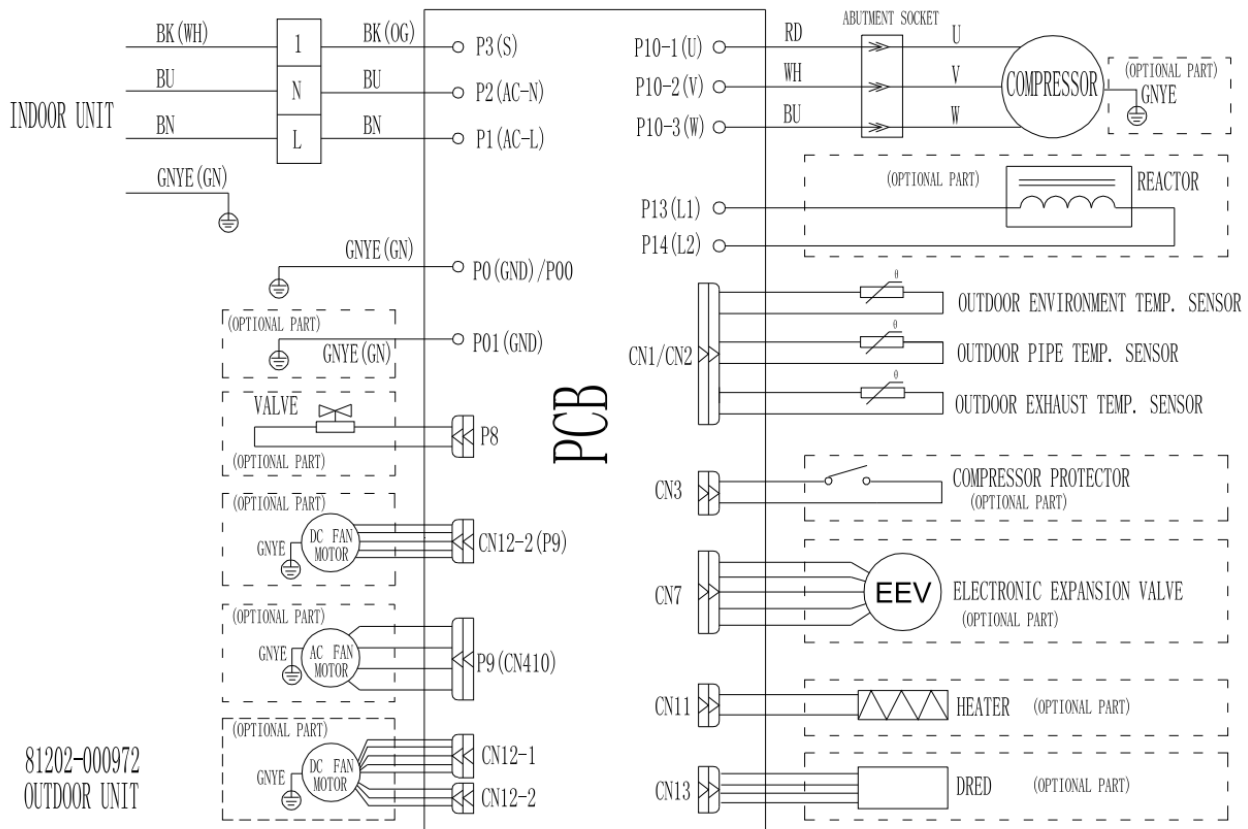 BK(WH)
1
BK(OG)
P3(S)
BU
N
BU
P2(AC-N)
INDOOR UNIT
BN
L
BN
P1(AC-L)
GNYE(GN)
GNYE(GN)
P0(GND)/P00
(OPTIONAL PART)
GNYE(GN)
P01(GND)
VALVE
P8
(OPTIONAL PART)
(OPTIONAL PART)
GNYE
DC FAN
MOTOR
CN12-2(P9)
(OPTIONAL PART)
GNYE
AC FAN
MOTOR
P9(CN410)
(OPTIONAL PART)
GNYE
DC FAN
MOTOR
CN12-1
CN12-2
81202-000972
OUTDOOR UNIT
PCB
ABUTMENT SOCKET
P10-1(U)
RD
U
P10-2(V)
WH
V
COMPRESSOR
(OPTIONAL PART)
GNYE
P10-3(W)
BU
W
(OPTIONAL PART)
REACTOR
P13(L1)
P14(L2)
CN1/CN2
θ
OUTDOOR ENVIRONMENT TEMP. SENSOR
θ
OUTDOOR PIPE TEMP. SENSOR
θ
OUTDOOR EXHAUST TEMP. SENSOR
CN3
COMPRESSOR PROTECTOR
(OPTIONAL PART)
CN7
EEV
ELECTRONIC EXPANSION VALVE
(OPTIONAL PART)
CN11
HEATER
(OPTIONAL PART)
CN13
DRED
(OPTIONAL PART)